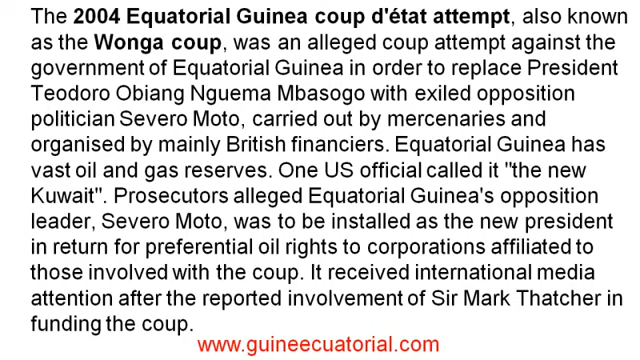 The 2004 Equatorial Guinea coup d'état attempt, also known
as the Wonga coup, was an alleged coup attempt against the
government of Equatorial Guinea in order to replace President
Teodoro Obiang Nguema Mbasogo with exiled opposition
politician Severo Moto, carried out by mercenaries and
organised by mainly British financiers. Equatorial Guinea has
vast oil and gas reserves. One US official called it "the new
Kuwait". Prosecutors alleged Equatorial Guinea's opposition
leader, Severo Moto, was to be installed as the new president
in return for preferential oil rights to corporations affiliated to
those involved with the coup. It received international media
attention after the reported involvement of Sir Mark Thatcher in
funding the coup.
www.guineecuatorial.com